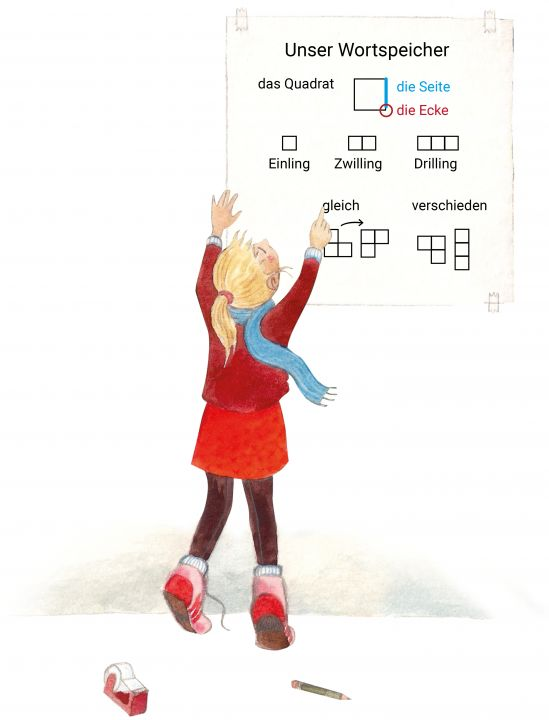 Unser Wortspeicher
das Quadrat
die Seite
die Ecke
Einling Zwilling Drilling
gleich verschieden